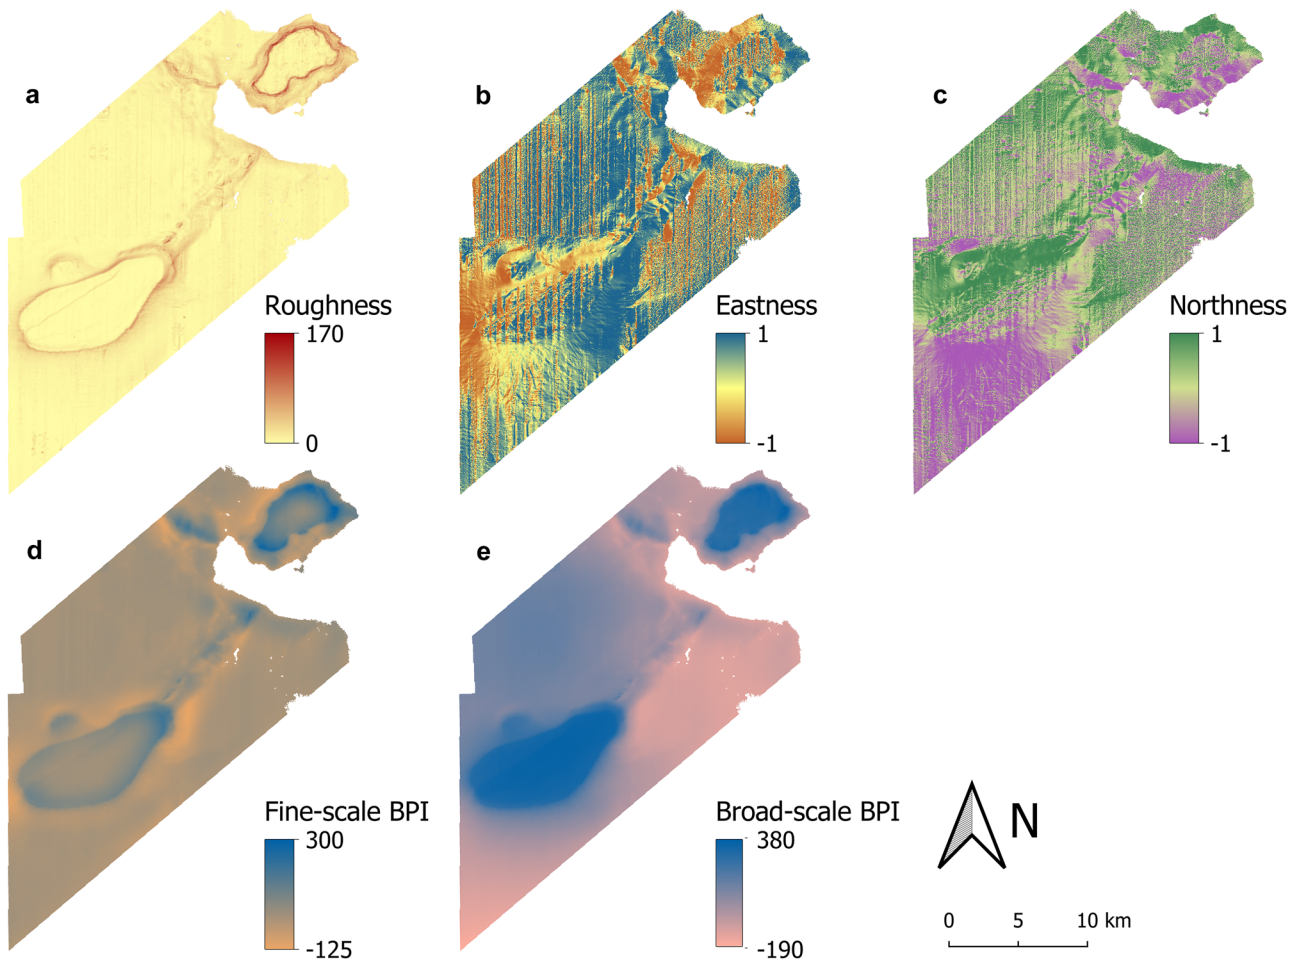 a
Roughness
170
0
b
Eastness
1
-1
c
Northness
1
-1
d
Fine-scale BPI
300
-125
e
Broad-scale BPI
380
-190
N
0 5 10 km